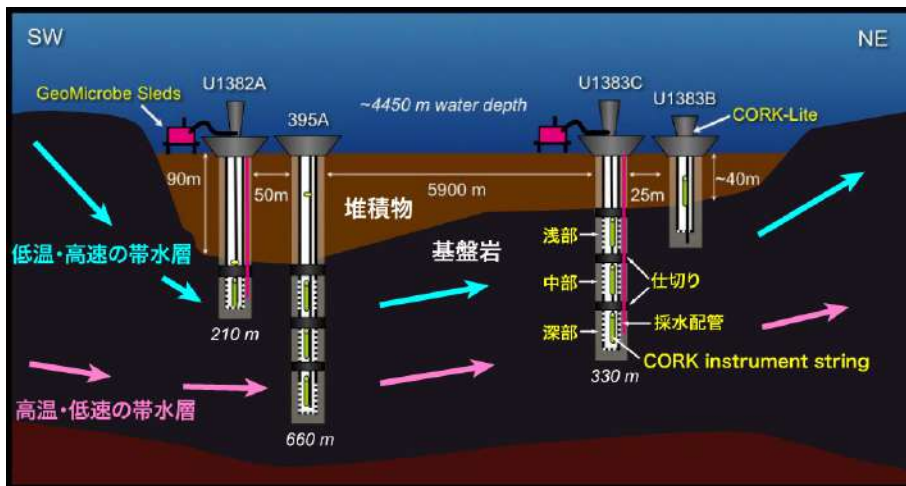 SW
NE
U1382A
U1383C
GeoMicrobe Sleds
U1383B
395A
~4450 m water depth
CORK-Lite
90m
50m
5900 m
25m
~40m
堆積物
低温・高速の帯水層
基盤岩
浅部
中部
仕切り
210 m
深部
採水配管
CORK instrument string
330 m
高温・低速の帯水層
660 m